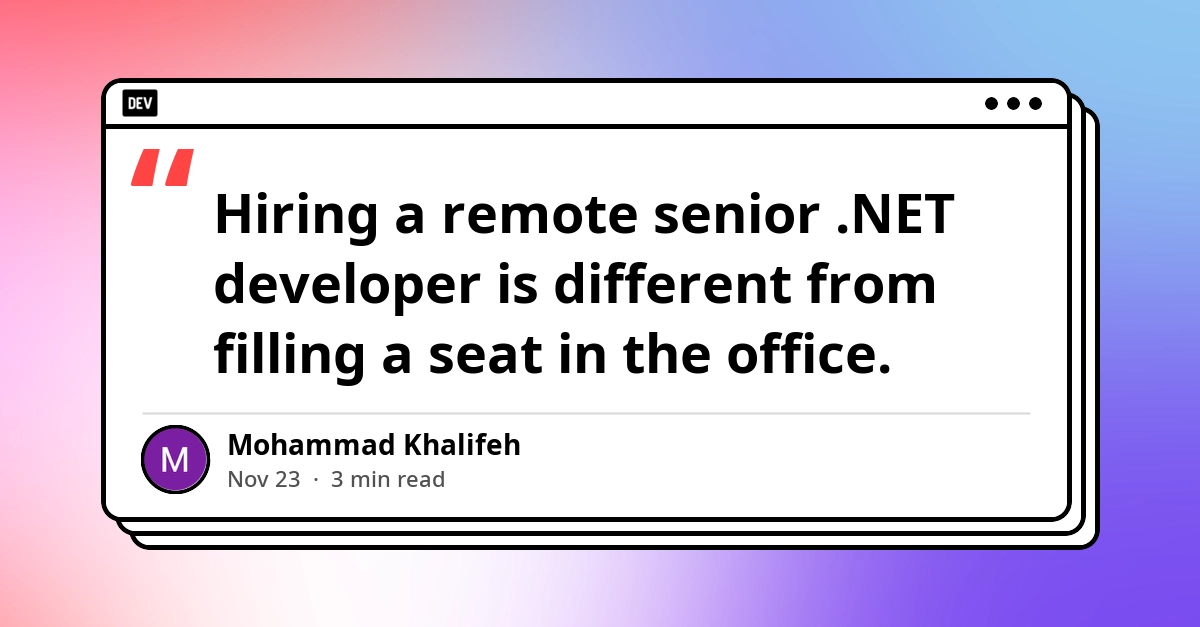 DEV
“
Hiring a remote senior .NET
developer is different from
filling a seat in the office.
M
Mohammad Khalifeh
Nov 23 · 3 min read